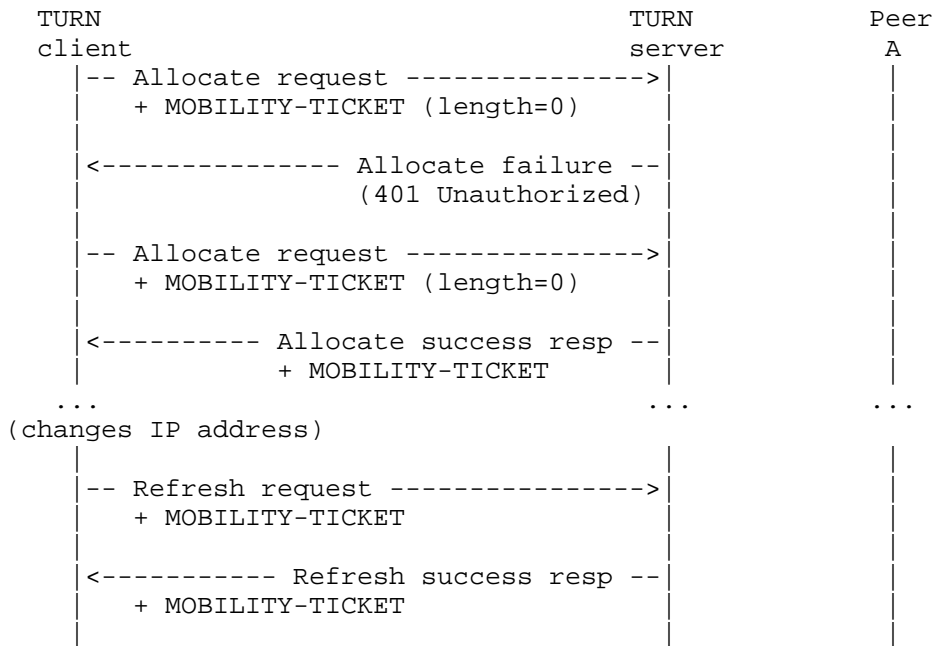 TURN TURN Peer
client server A
|-- Allocate request --------------->| |
| + MOBILITY-TICKET (length=0) | |
| | |
|<--------------- Allocate failure --| |
| (401 Unauthorized) | |
| | |
|-- Allocate request --------------->| |
| + MOBILITY-TICKET (length=0) | |
| | |
|<---------- Allocate success resp --| |
| + MOBILITY-TICKET | |
... ... ...
(changes IP address)
| | |
|-- Refresh request ---------------->| |
| + MOBILITY-TICKET | |
| | |
|<----------- Refresh success resp --| |
| + MOBILITY-TICKET | |
| | |